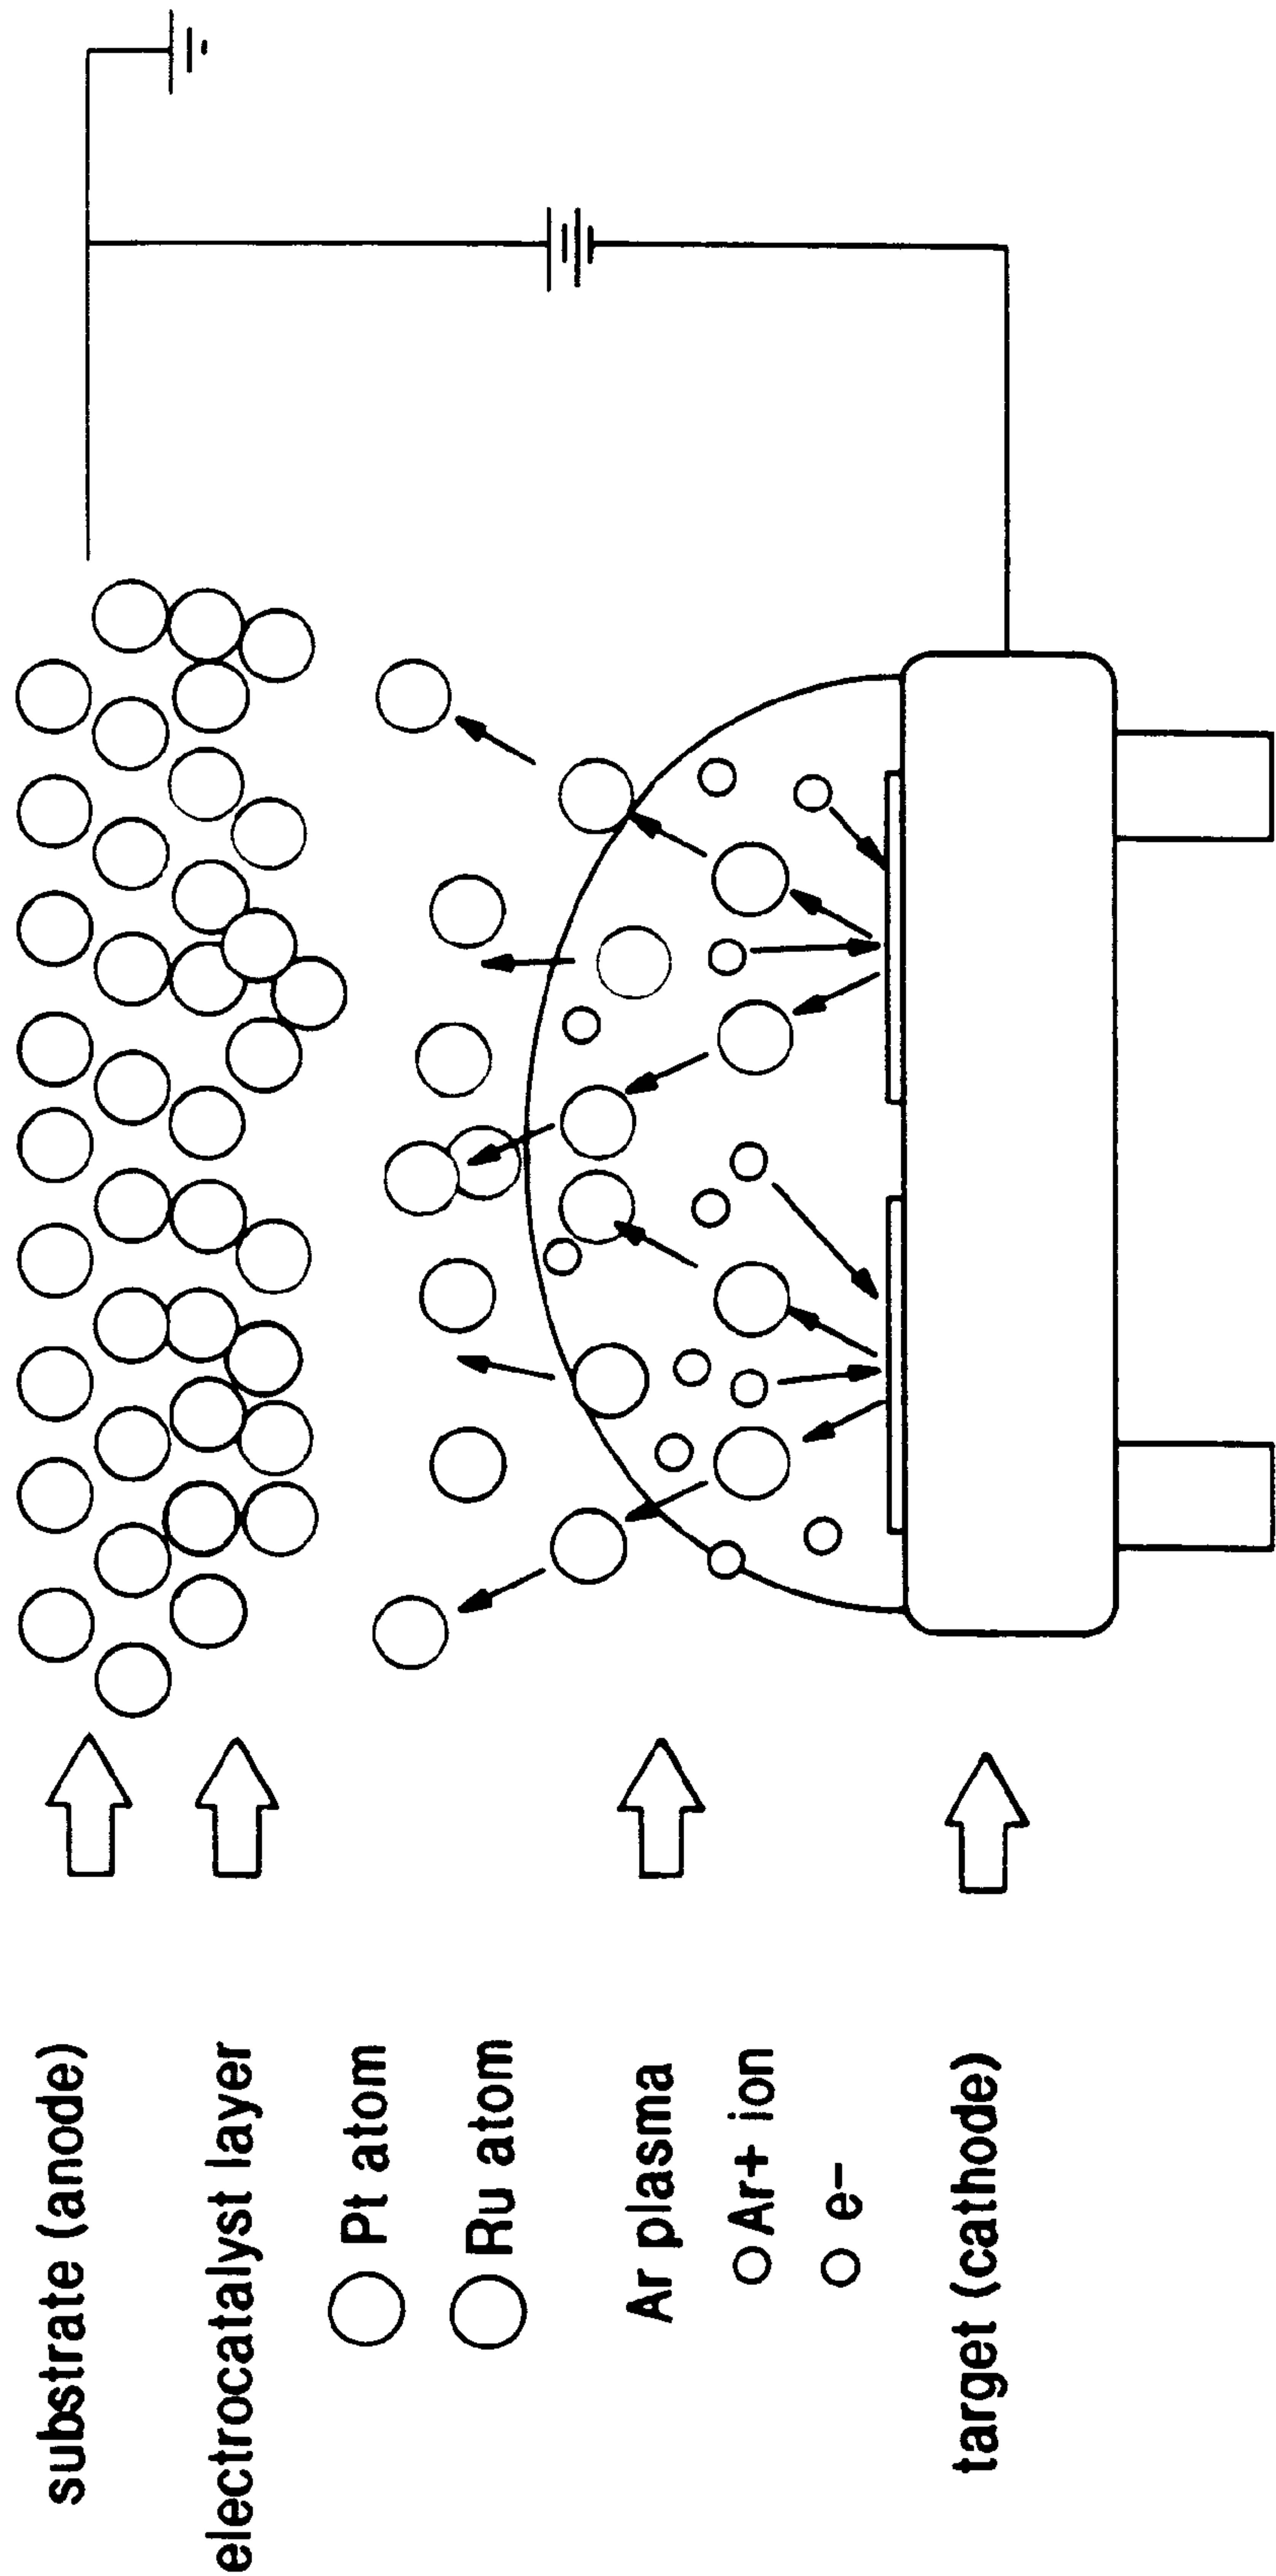 substrate (anode)
electrocatalyst layer
Pt atom
Ru atom
Ar plasma
Ar+ ion
e-
target (cathode)